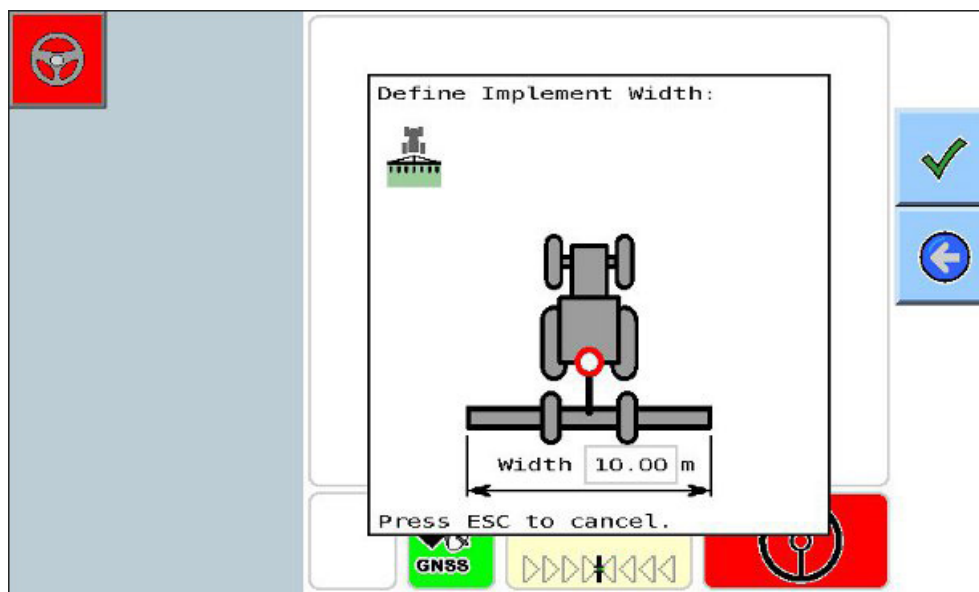 Define Implement Width:
Width 10.00 m
Press ESC to cancel.
GNSS